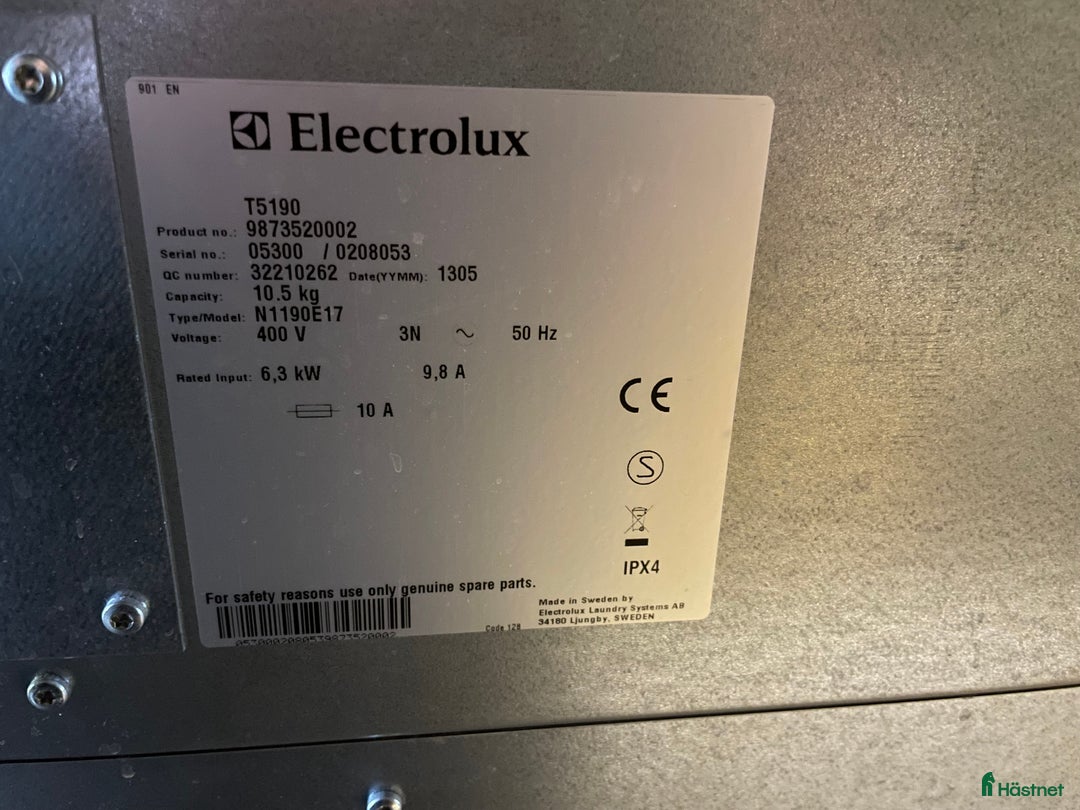 901 EN
Electrolux
T5190
Product no.: 9873520002
Serial no.: 05300 / 0208053
QC number: 32210262 Date(YYMM): 1305
Capacity: 10.5 kg
Type/Model: N1190E17
Voltage: 400 V 3N ~ 50 Hz
Rated Input: 6,3 kW 9,8 A
10 A
CE
S
IPX4
For safety reasons use only genuine spare parts.
Made in Sweden by
Electrolux Laundry Systems AB
34180 Ljungby, SWEDEN
Code 128
0530002080539873520002
Hästnet